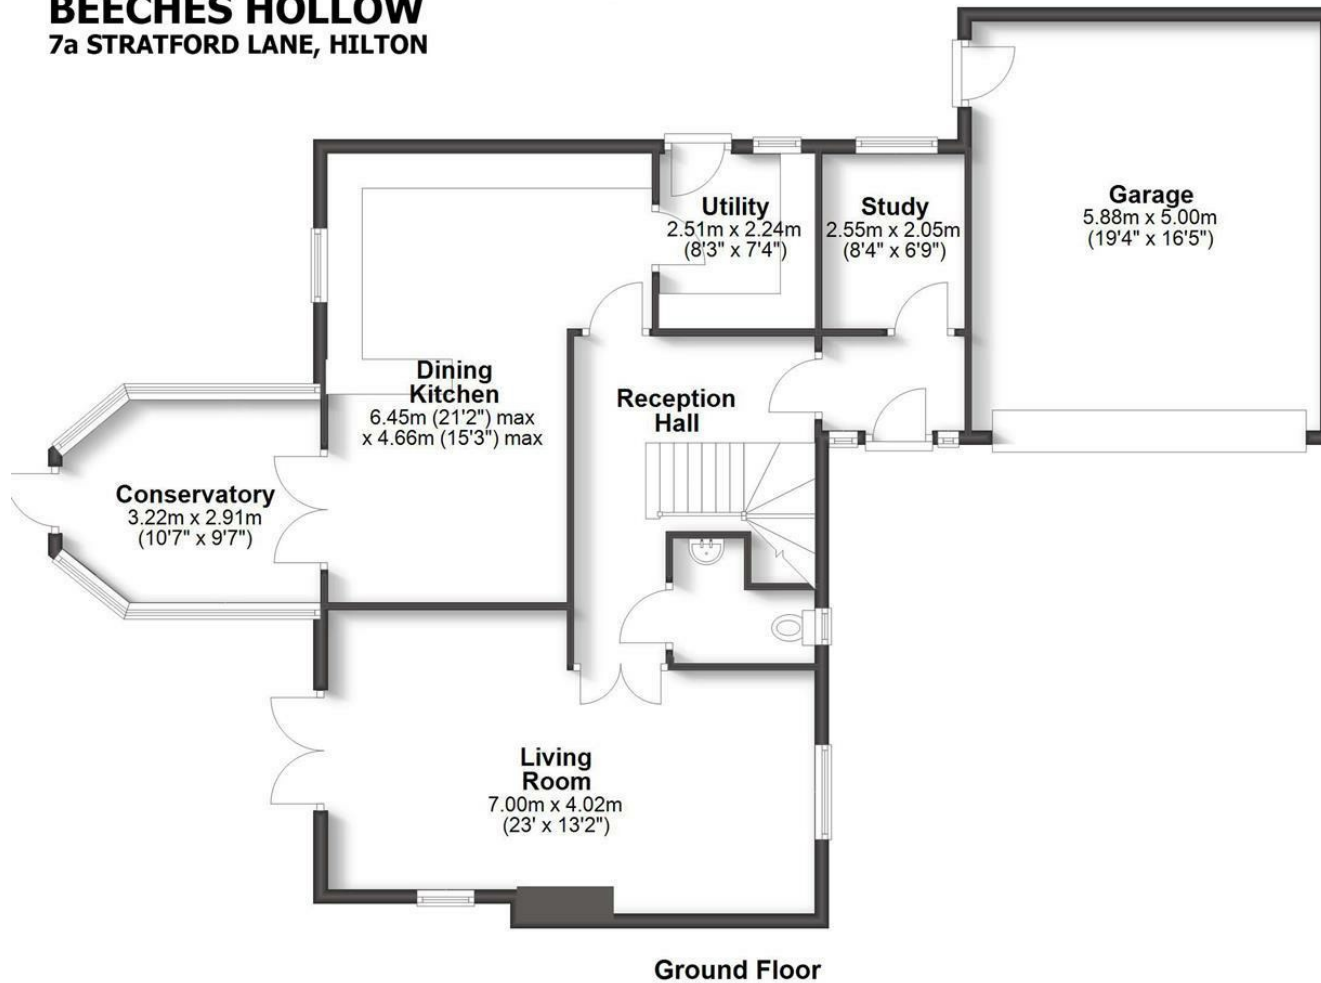 BEECHES HOLLOW
7a STRATFORD LANE, HILTON
Garage
5.88m x 5.00m
(19'4" x 16'5")
Utility
2.51m x 2.24m
(8'3" x 7'4")
Study
2.55m x 2.05m
(8'4" x 6'9")
Dining
Kitchen
6.45m (21'2") max
x 4.66m (15'3") max
Reception
Hall
Conservatory
3.22m x 2.91m
(10'7" x 9'7")
Living
Room
7.00m x 4.02m
(23' x 13'2")
Ground Floor